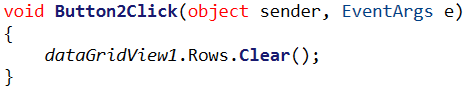 void Button2Click(object sender, EventArgs e)
{
    dataGridView1.Rows.Clear();
}